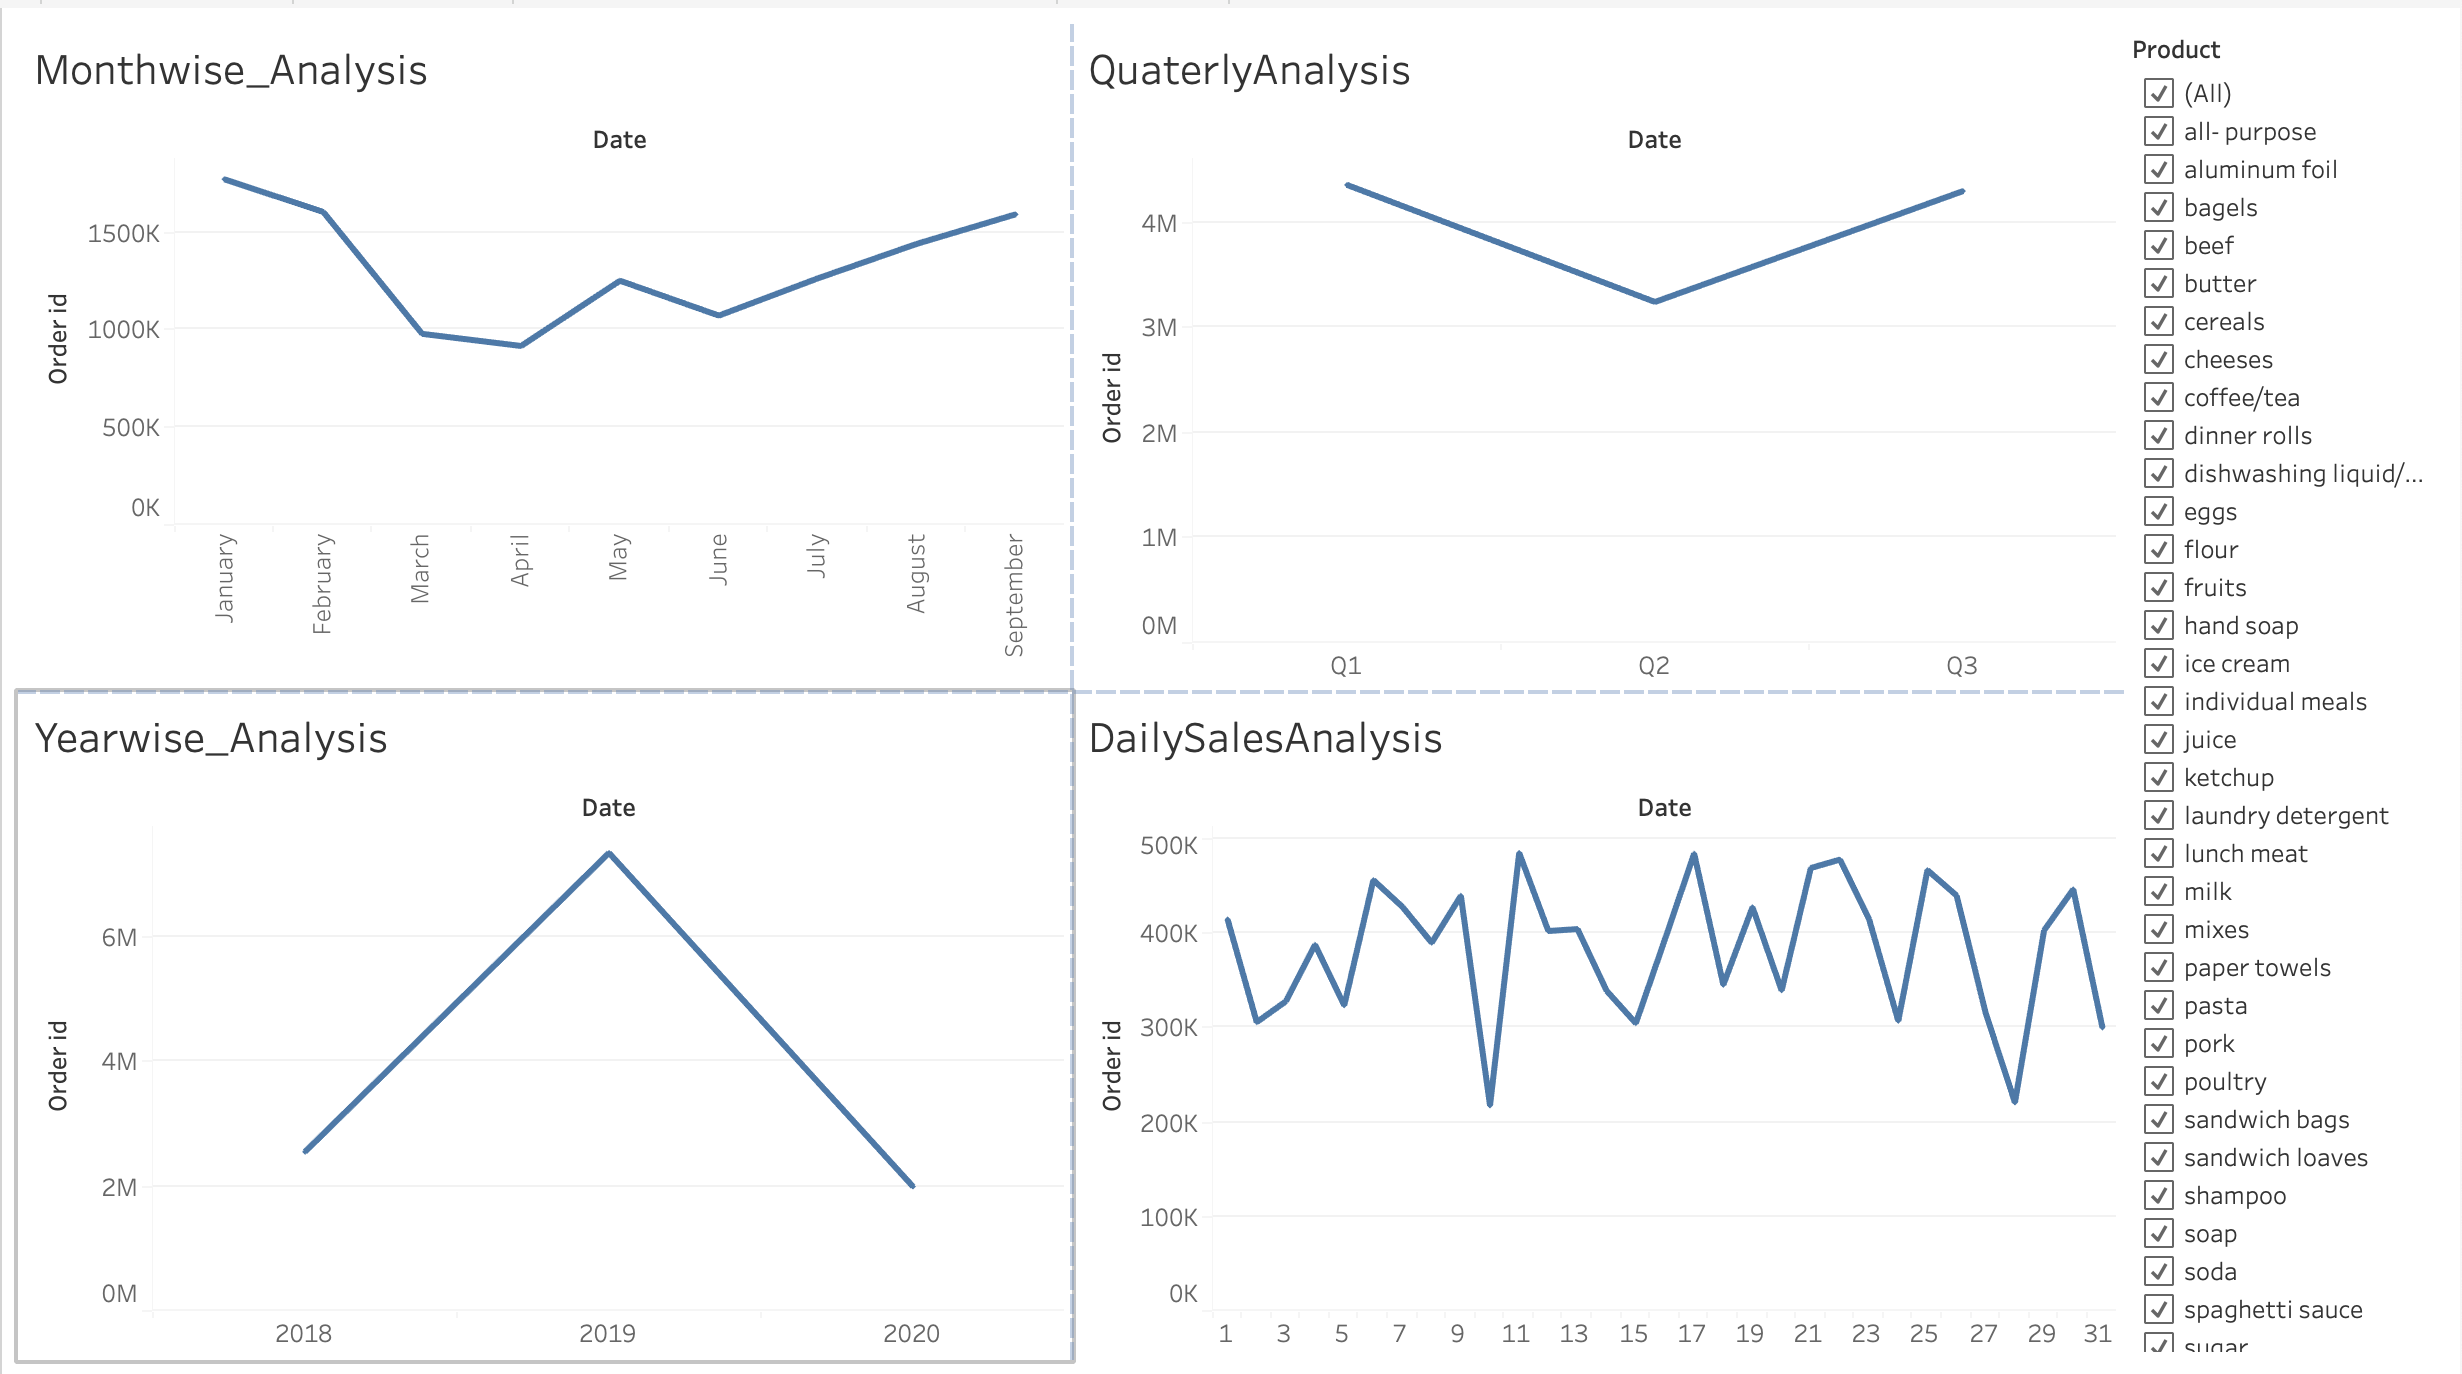 Monthwise_Analysis
Date
Order id
1500K
1000K
500K
0K
January
February
March
April
May
June
July
August
September
QuaterlyAnalysis
Date
Order id
4M
3M
2M
1M
0M
Q1
Q2
Q3
Yearwise_Analysis
Date
Order id
6M
4M
2M
0M
2018
2019
2020
DailySalesAnalysis
Date
Order id
500K
400K
300K
200K
100K
0K
1 3 5 7 9 11 13 15 17 19 21 23 25 27 29 31
Product
(All)
all- purpose
aluminum foil
bagels
beef
butter
cereals
cheeses
coffee/tea
dinner rolls
dishwashing liquid/...
eggs
flour
fruits
hand soap
ice cream
individual meals
juice
ketchup
laundry detergent
lunch meat
milk
mixes
paper towels
pasta
pork
poultry
sandwich bags
sandwich loaves
shampoo
soap
soda
spaghetti sauce
sugar